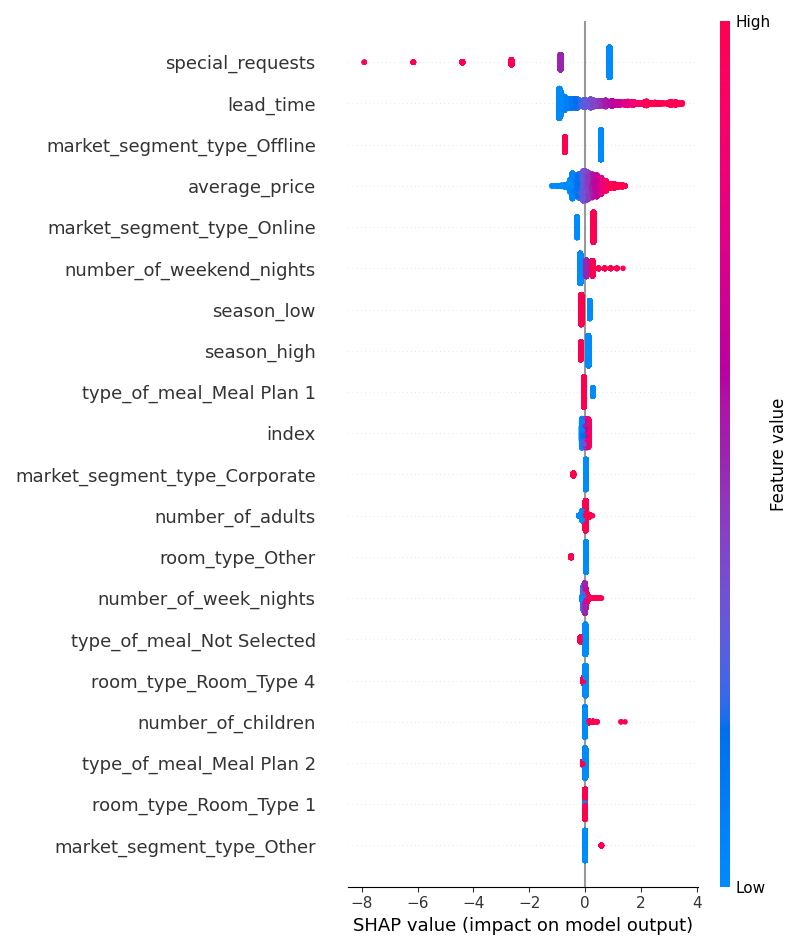 High
special_requests
lead_time
market_segment_type_Offline
average_price
market_segment_type_Online
number_of_weekend_nights
season_low
season_high
type_of_meal_Meal Plan 1
index
market_segment_type_Corporate
number_of_adults
room_type_Other
number_of_week_nights
type_of_meal_Not Selected
room_type_Room_Type 4
number_of_children
type_of_meal_Meal Plan 2
room_type_Room_Type 1
market_segment_type_Other
Feature value
Low
−8 −6 −4 −2 0 2 4
SHAP value (impact on model output)